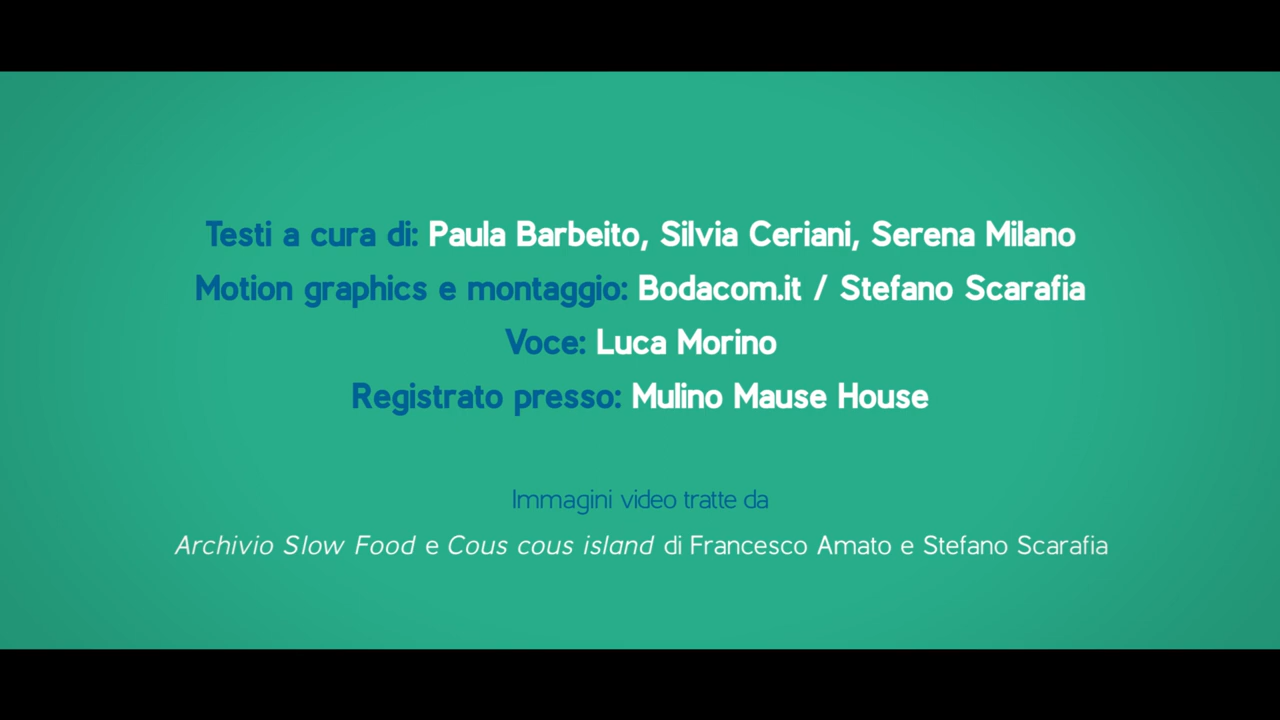 Testi a cura di: Paula Barbeito, Silvia Ceriani, Serena Milano
Motion graphics e montaggio: Bodacom.it / Stefano Scarafia
Voce: Luca Morino
Registrato presso: Mulino Mause House
Immagini video tratte da
Archivio Slow Food e Cous cous island di Francesco Amato e Stefano Scarafia